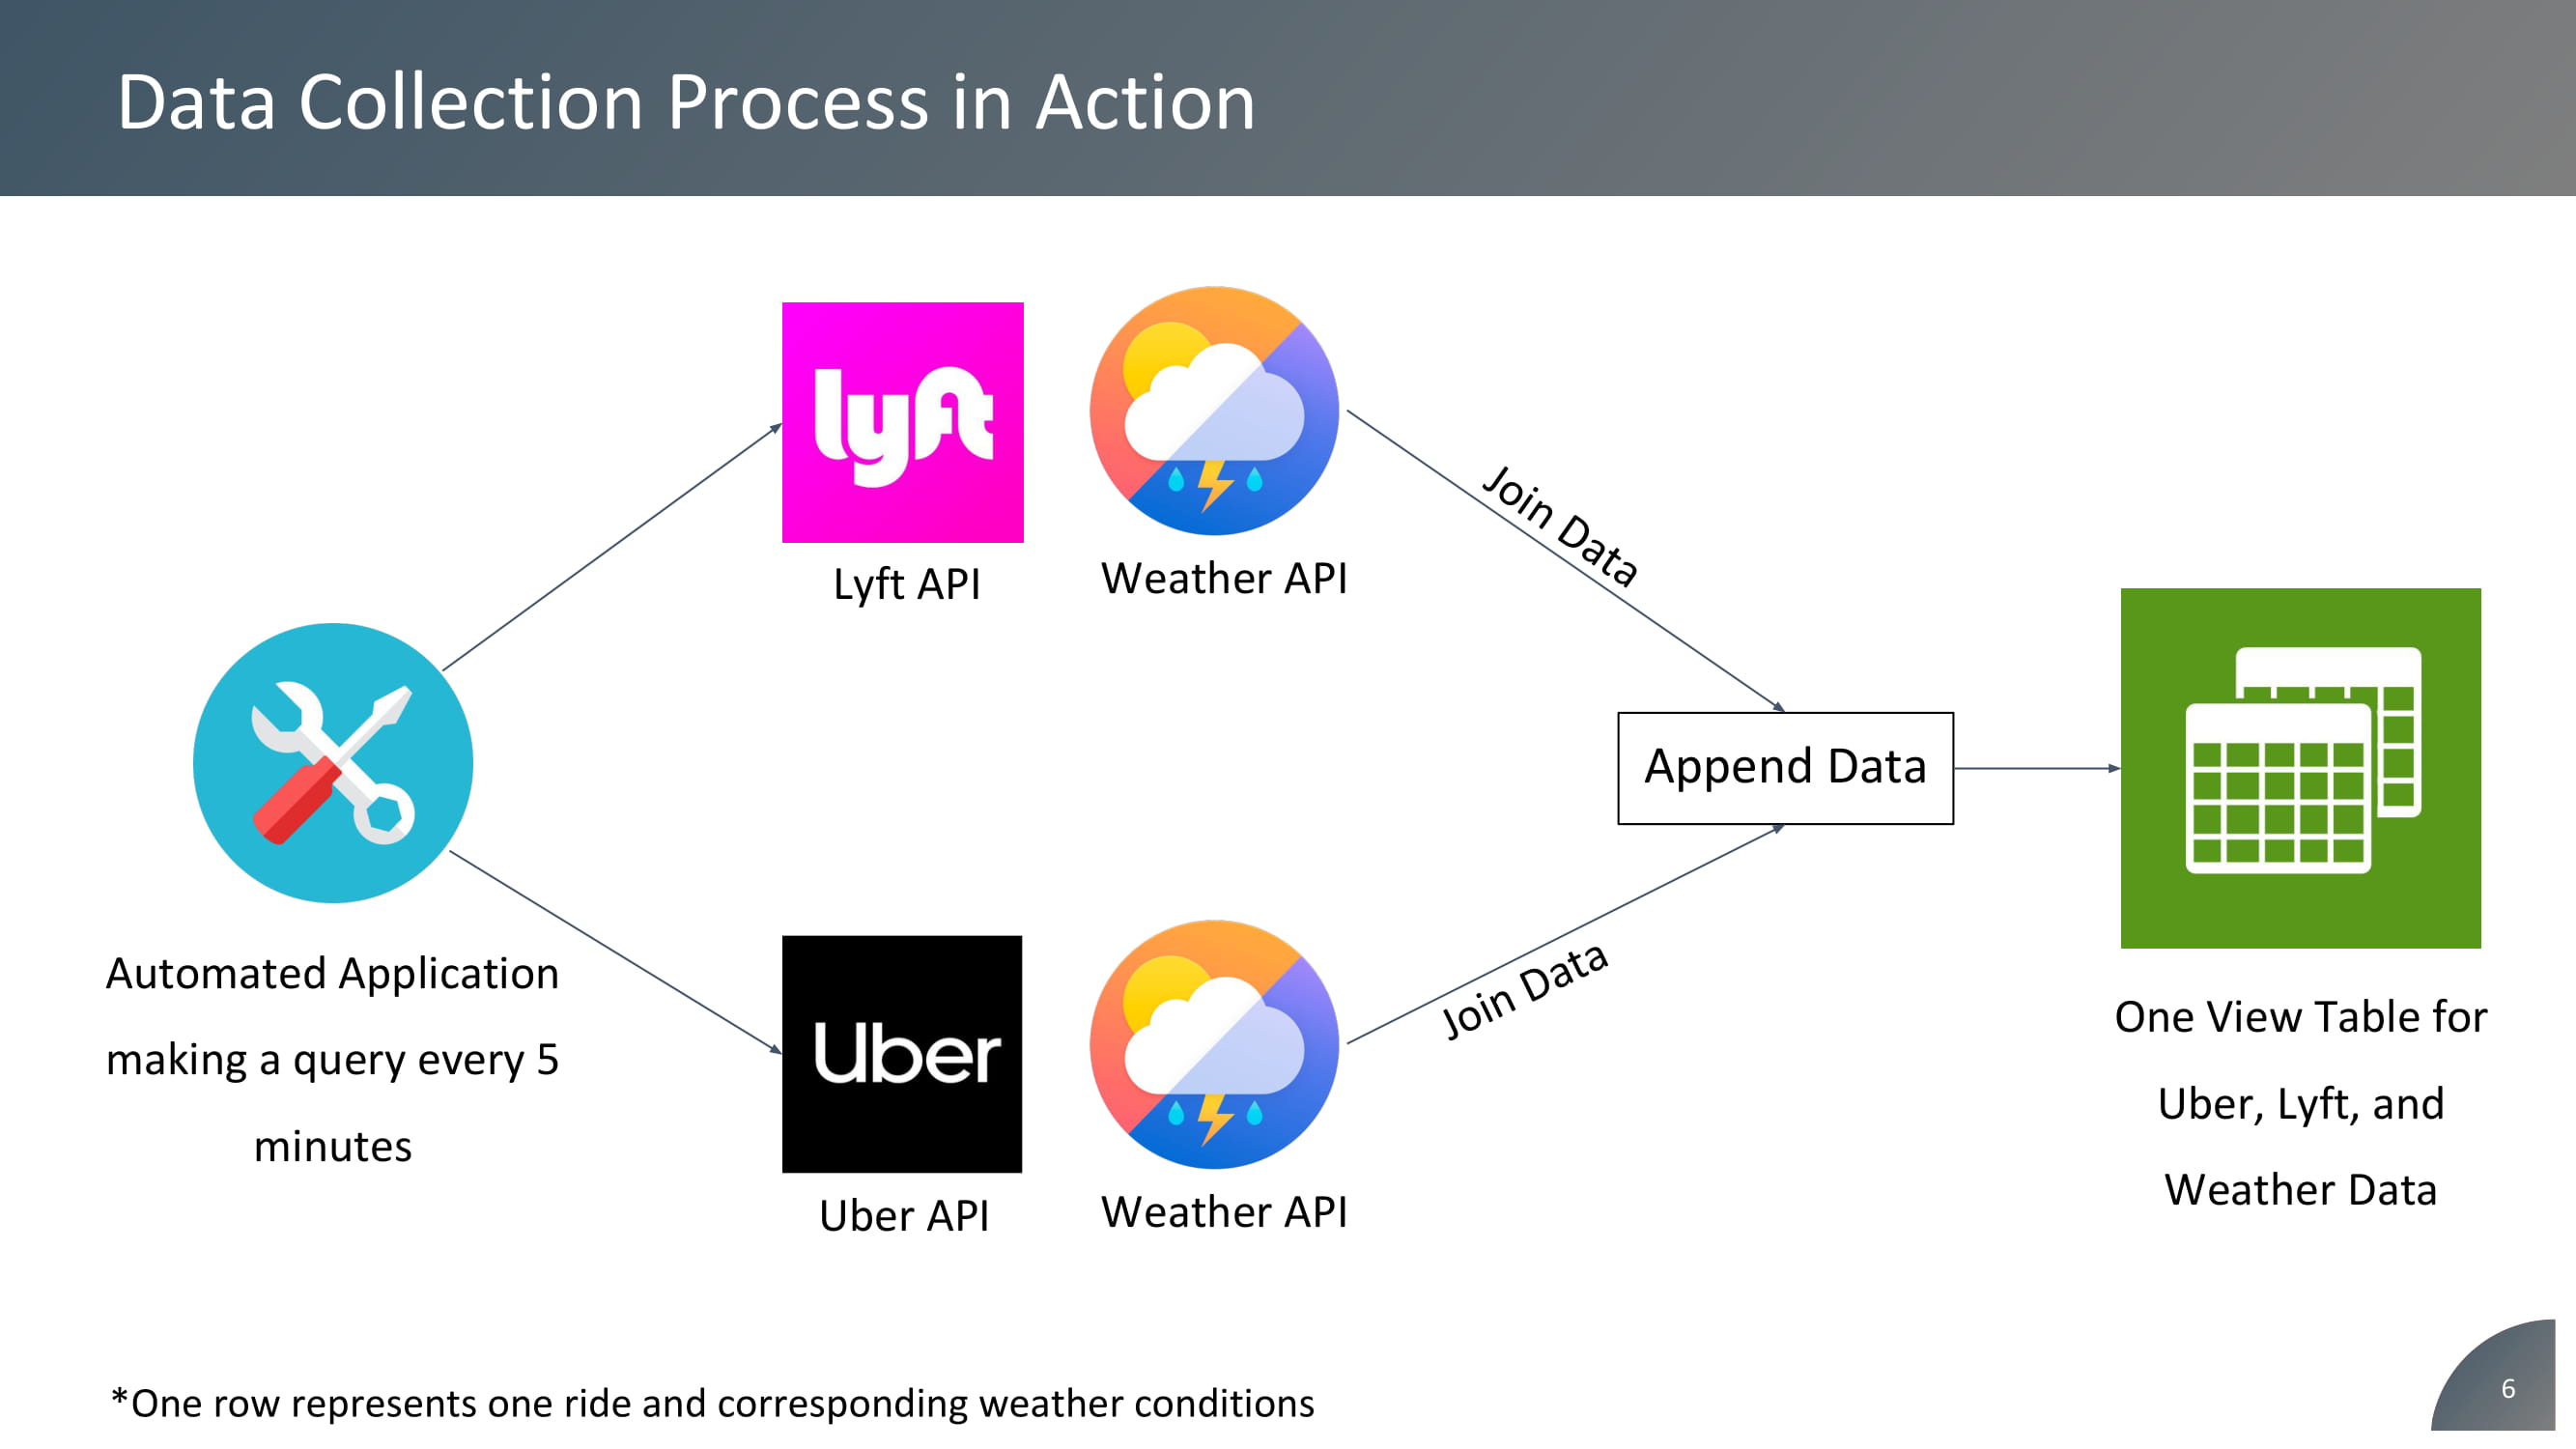 Data Collection Process in Action
lyft
Lyft API
Weather API
Join Data
Automated Application
making a query every 5
minutes
Uber
Uber API
Weather API
Join Data
Append Data
One View Table for
Uber, Lyft, and
Weather Data
*One row represents one ride and corresponding weather conditions
6